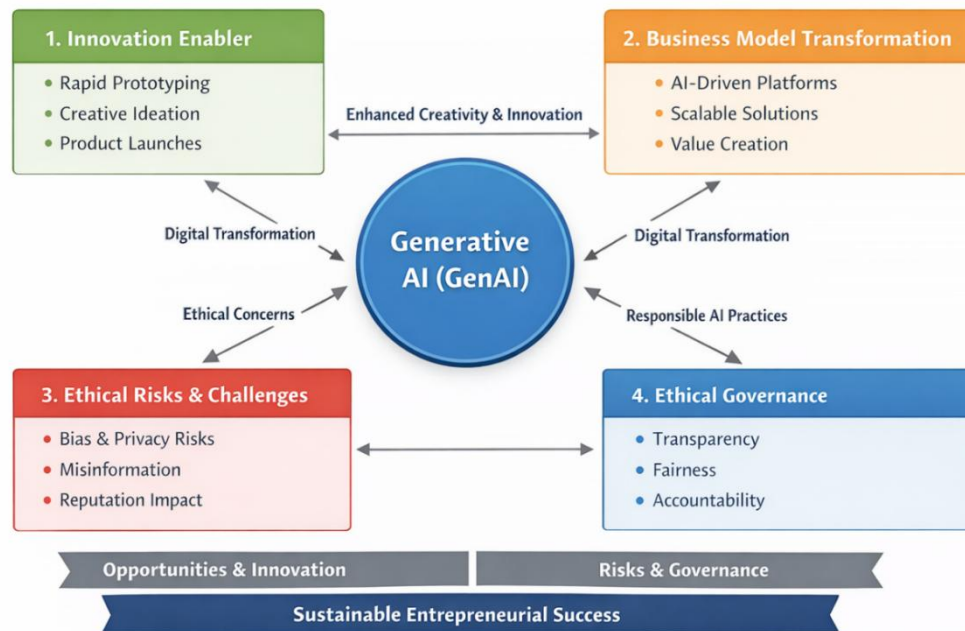 1. Innovation Enabler
• Rapid Prototyping
• Creative Ideation
• Product Launches
2. Business Model Transformation
• AI-Driven Platforms
• Scalable Solutions
• Value Creation
Enhanced Creativity & Innovation
Digital Transformation
Generative
AI (GenAI)
Digital Transformation
Ethical Concerns
Responsible AI Practices
3. Ethical Risks & Challenges
• Bias & Privacy Risks
• Misinformation
• Reputation Impact
4. Ethical Governance
• Transparency
• Fairness
• Accountability
Opportunities & Innovation
Risks & Governance
Sustainable Entrepreneurial Success